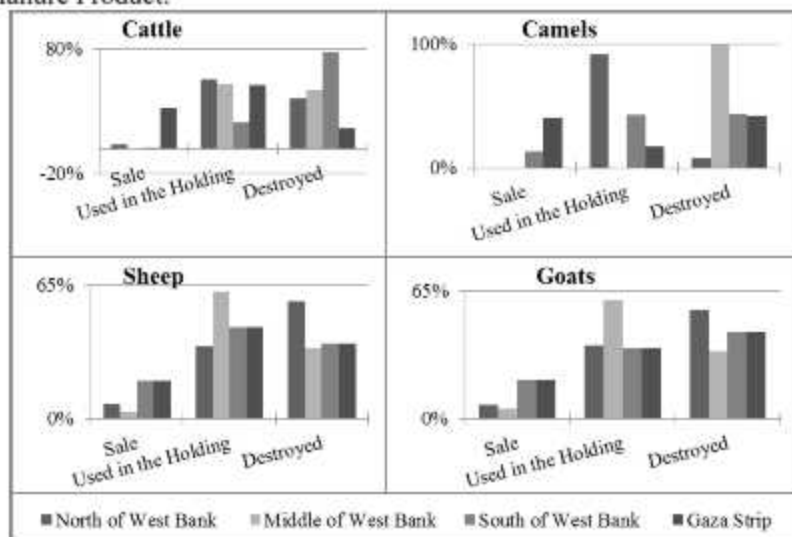 Manure Product.
Cattle
80%
-20%
Sale
Used in the Holding
Destroyed
Camels
100%
0%
Sale
Used in the Holding
Destroyed
Sheep
65%
0%
Sale
Used in the Holding
Destroyed
Goats
65%
0%
Sale
Used in the Holding
Destroyed
North of West Bank
Middle of West Bank
South of West Bank
Gaza Strip